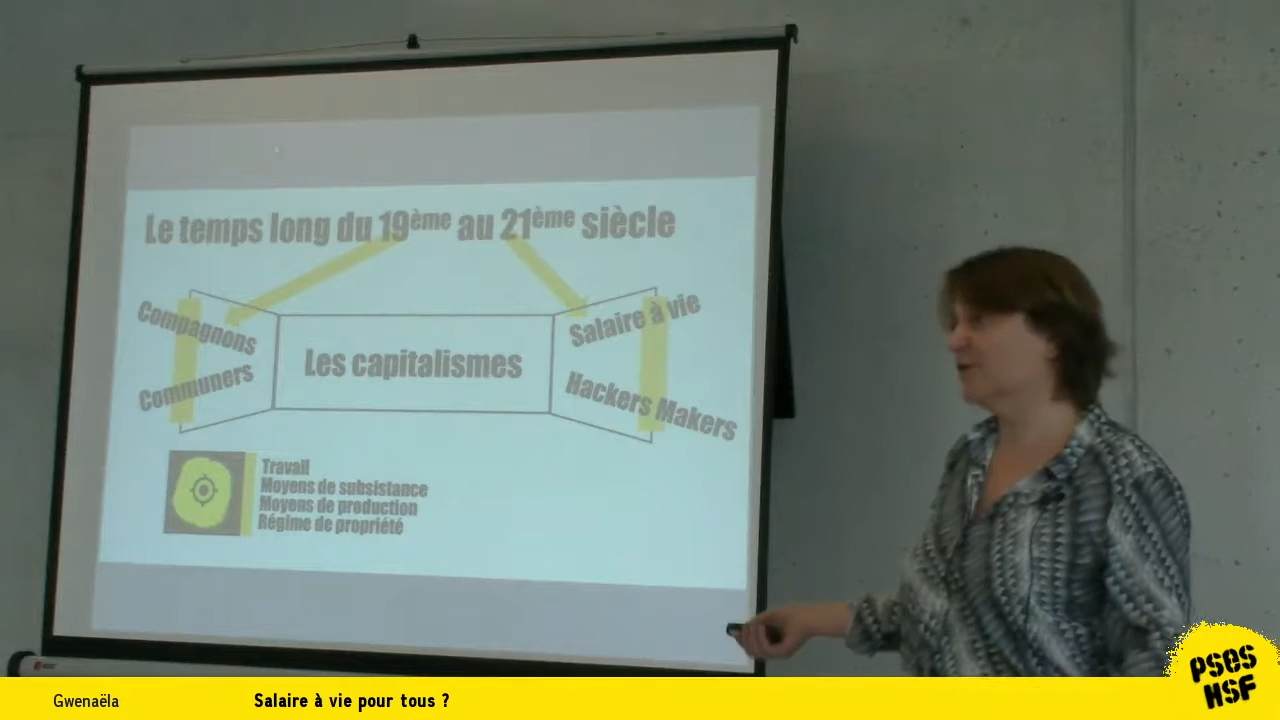 Le temps long du 19ème au 21ème siècle
Compagnons
Communers
Les capitalismes
Salaire à vie
Hackers Makers
Travail
Moyens de subsistance
Moyens de production
Régime de propriété
Gwenaëla
Salaire à vie pour tous ?
PSES
HSF